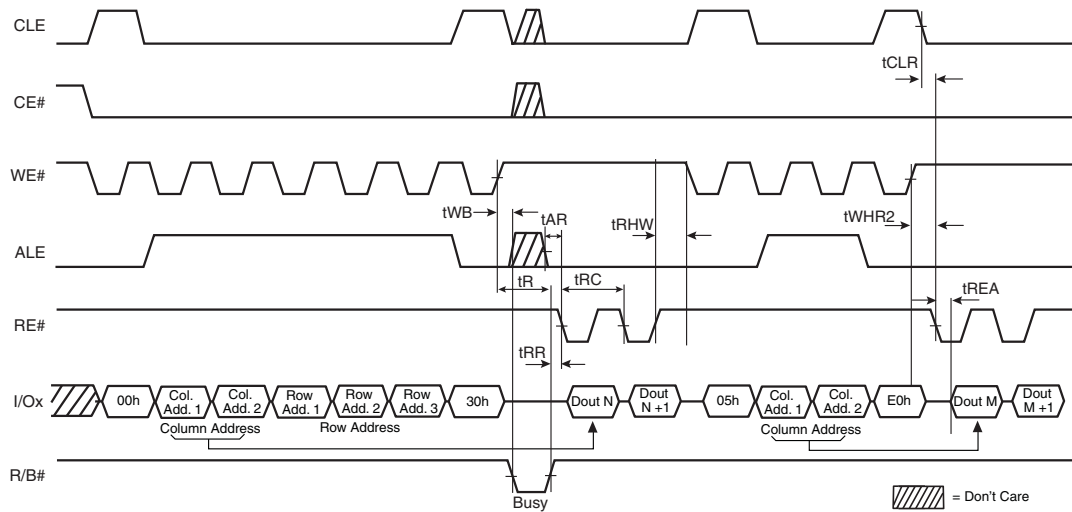 CLE
tCLR
CE#
WE#
tWB
tAR
tRHW
tWHR2
ALE
tR
tRC
tREA
RE#
tRR
I/Ox
00h
Col. Add. 1
Col. Add. 2
Row Add. 1
Row Add. 2
Row Add. 3
30h
Dout N
Dout N +1
05h
Col. Add. 1
Col. Add. 2
E0h
Dout M
Dout M +1
Column Address
Row Address
Column Address
R/B#
Busy
= Don't Care